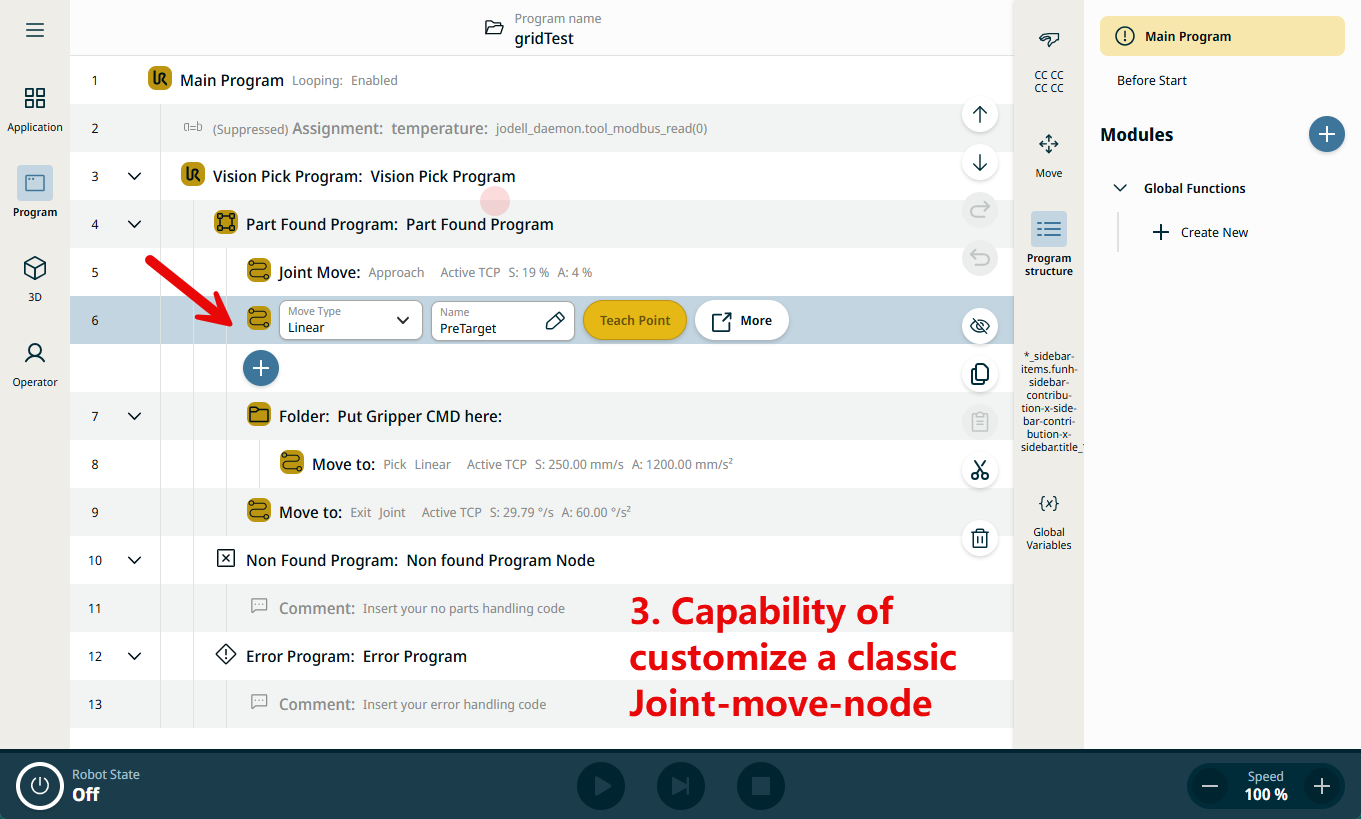 Program name
gridTest
Application
Program
3D
Operator
1 Main Program Looping: Enabled
2 (Suppressed) Assignment: temperature: jodell_daemon.tool_modbus_read(0)
3 Vision Pick Program: Vision Pick Program
4 Part Found Program: Part Found Program
5 Joint Move: Approach Active TCP S: 19 % A: 4 %
6 Move Type Linear Name PreTarget Teach Point More
7 Folder: Put Gripper CMD here:
8 Move to: Pick Linear Active TCP S: 250.00 mm/s A: 1200.00 mm/s²
9 Move to: Exit Joint Active TCP S: 29.79 °/s A: 60.00 °/s²
10 Non Found Program: Non found Program Node
11 Comment: Insert your no parts handling code
12 Error Program: Error Program
13 Comment: Insert your error handling code
3. Capability of
customize a classic
Joint-move-node
CC CC
CC CC
Move
Program
structure
*_sidebar-
items.funh-
sidebar-
contribu-
tion-x-side-
bar-contri-
bution-x-
sidebar.title_
{x}
Global
Variables
Main Program
Before Start
Modules
Global Functions
Create New
Robot State
Off
Speed
100 %